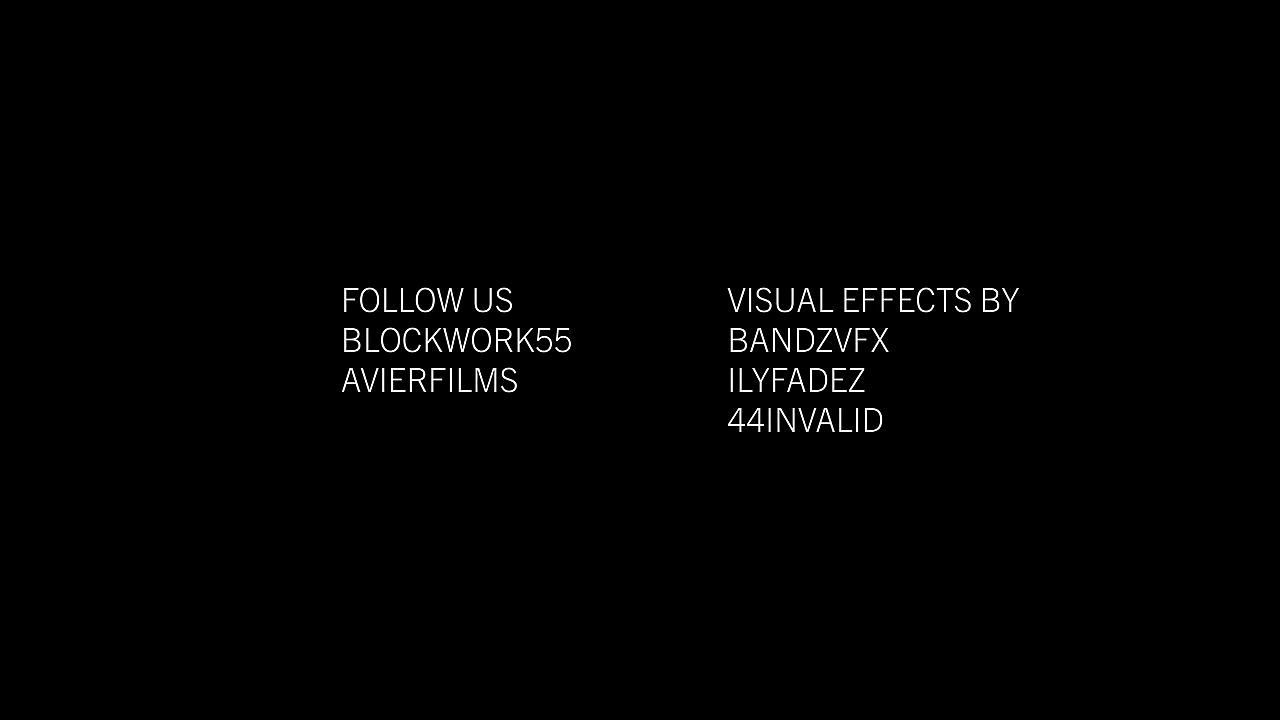 FOLLOW US
BLOCKWORK55
AVIERFILMS
VISUAL EFFECTS BY
BANDZVFX
ILYFADEZ
44INVALID